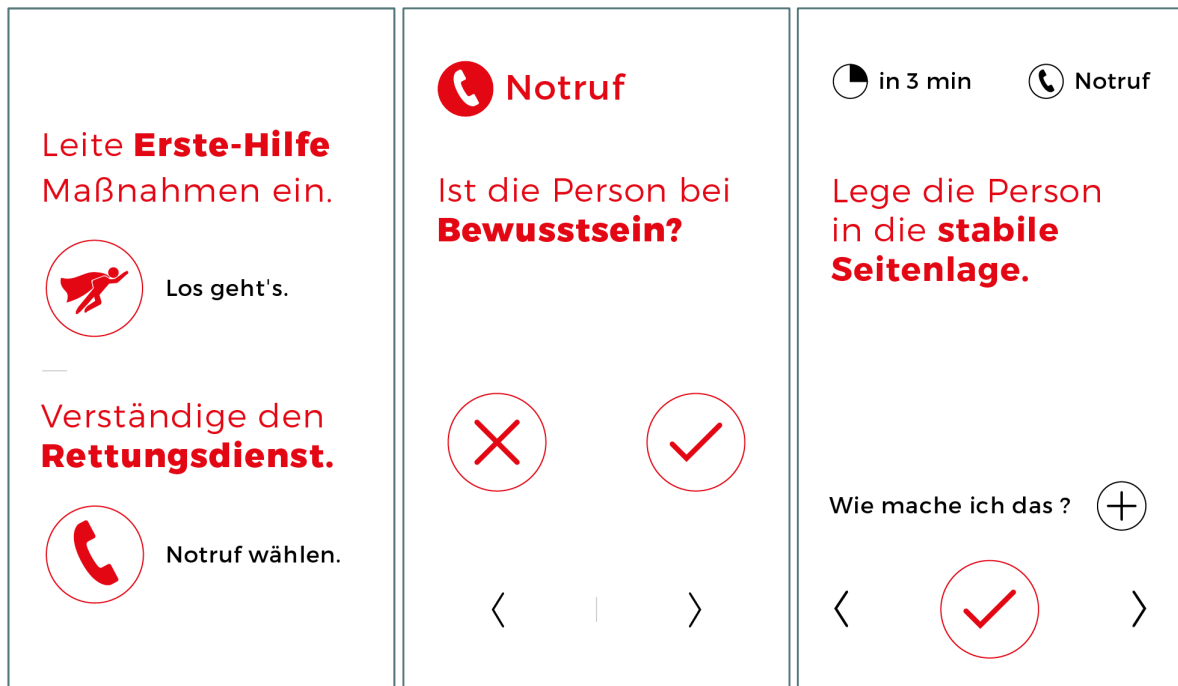 Leite Erste-Hilfe
Maßnahmen ein.
Los geht's.
Verständige den
Rettungsdienst.
Notruf wählen.
Notruf
Ist die Person bei
Bewusstsein?
in 3 min
Notruf
Lege die Person
in die stabile
Seitenlage.
Wie mache ich das ?